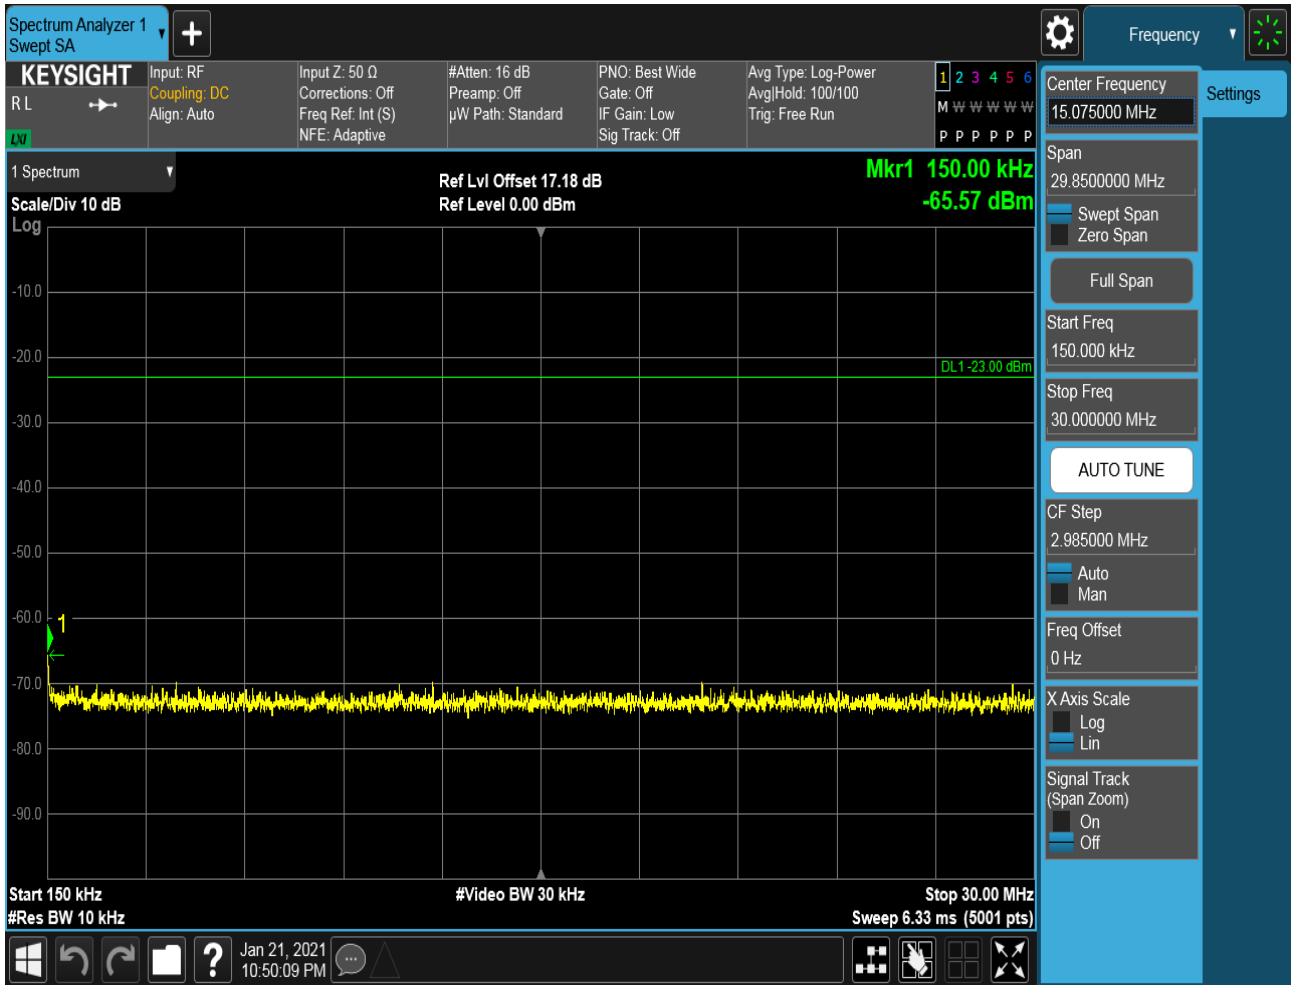 Spectrum Analyzer 1
Swept SA
Frequency
KEYSIGHT
R L
LXI
Input: RF
Coupling: DC
Align: Auto
Input Z: 50 Ω
Corrections: Off
Freq Ref: Int (S)
NFE: Adaptive
#Atten: 16 dB
Preamp: Off
µW Path: Standard
PNO: Best Wide
Gate: Off
IF Gain: Low
Sig Track: Off
Avg Type: Log-Power
Avg|Hold: 100/100
Trig: Free Run
1 2 3 4 5 6
M W W W W W
P P P P P P
1 Spectrum
Scale/Div 10 dB
Log
Ref Lvl Offset 17.18 dB
Ref Level 0.00 dBm
Mkr1 150.00 kHz
-65.57 dBm
-10.0
-20.0
DL1 -23.00 dBm
-30.0
-40.0
-50.0
-60.0
1
-70.0
-80.0
-90.0
Start 150 kHz
#Res BW 10 kHz
#Video BW 30 kHz
Stop 30.00 MHz
Sweep 6.33 ms (5001 pts)
Center Frequency
15.075000 MHz
Settings
Span
29.8500000 MHz
Swept Span
Zero Span
Full Span
Start Freq
150.000 kHz
Stop Freq
30.000000 MHz
AUTO TUNE
CF Step
2.985000 MHz
Auto
Man
Freq Offset
0 Hz
X Axis Scale
Log
Lin
Signal Track
(Span Zoom)
On
Off
?
Jan 21, 2021
10:50:09 PM